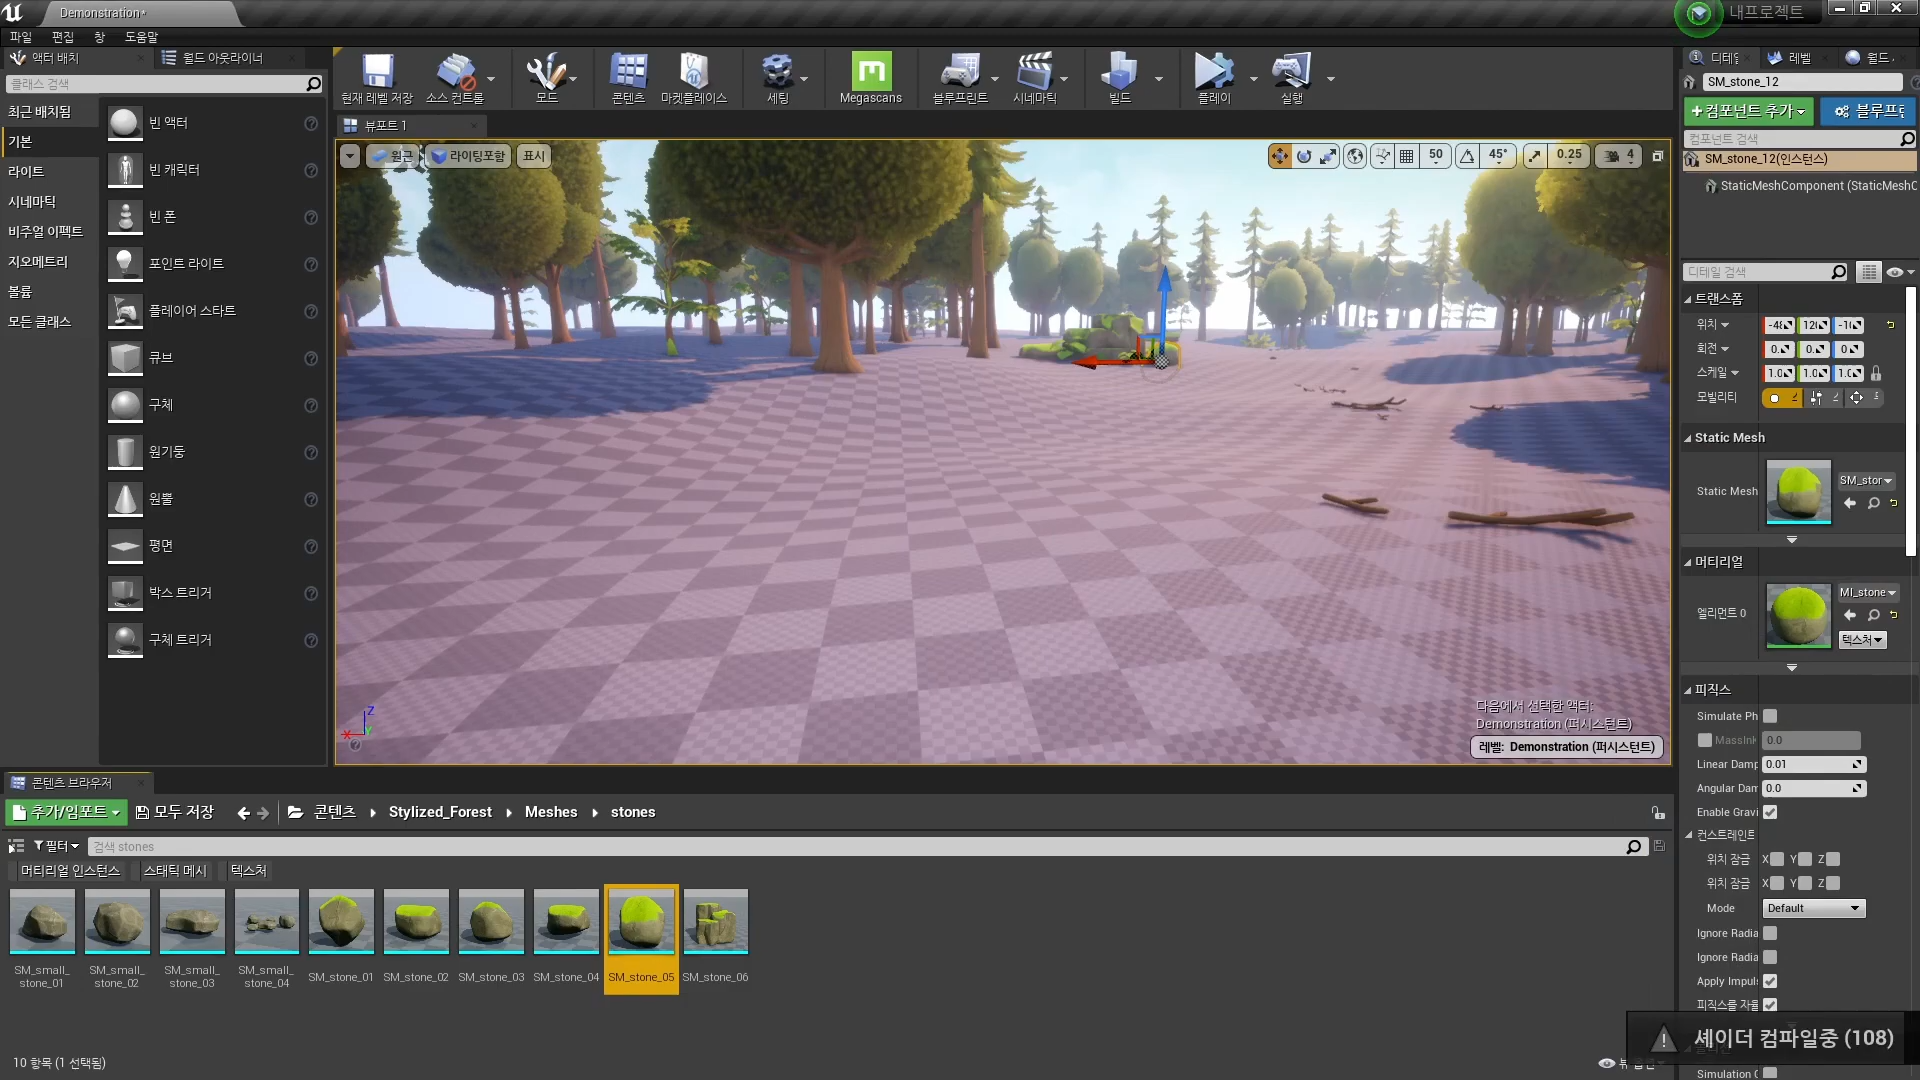 Demonstration*
내프로젝트
파일 편집 창 도움말
액터 배치
월드 아웃라이너
클래스 검색
최근 배치됨
기본
라이트
시네마틱
비주얼 이펙트
지오메트리
볼륨
모든 클래스
빈 액터
빈 캐릭터
빈 폰
포인트 라이트
플레이어 스타트
큐브
구체
원기둥
원뿔
평면
박스 트리거
구체 트리거
현재 레벨 저장
소스 컨트롤
모드
콘텐츠
마켓플레이스
세팅
Megascans
블루프린트
시네마틱
빌드
플레이
실행
뷰포트 1
원근
라이팅포함
표시
50
45°
0.25
4
Z
X
다음에서 선택한 액터:
Demonstration (퍼시스턴트)
레벨: Demonstration (퍼시스턴트)
레벨
월드
SM_stone_12
+컴포넌트 추가
컴포넌트 검색
SM_stone_12(인스턴스)
StaticMeshComponent (StaticMeshC
디테일 검색
트랜스폼
위치
회전
스케일
모빌리티
Static Mesh
Static Mesh
SM_stor
머티리얼
엘리먼트 0
MI_stone
텍스처
피직스
Simulate Ph
MassInk
0.0
Linear Damp
0.01
Angular Dam
0.0
Enable Gravi
컨스트레인트
위치 잠금 X Y Z
위치 잠금 X Y Z
Mode Default
Ignore Radia
Ignore Radia
Apply Impuls
피직스를 자율
셰이더 컴파일중 (108)
콘텐츠 브라우저
추가/임포트
모두 저장
콘텐츠
Stylized_Forest
Meshes
stones
필터
검색 stones
머티리얼 인스턴스
스태틱 메시
텍스처
SM_small_
stone_01
SM_small_
stone_02
SM_small_
stone_03
SM_small_
stone_04
SM_stone_01
SM_stone_02
SM_stone_03
SM_stone_04
SM_stone_05
SM_stone_06
10 항목 (1 선택됨)